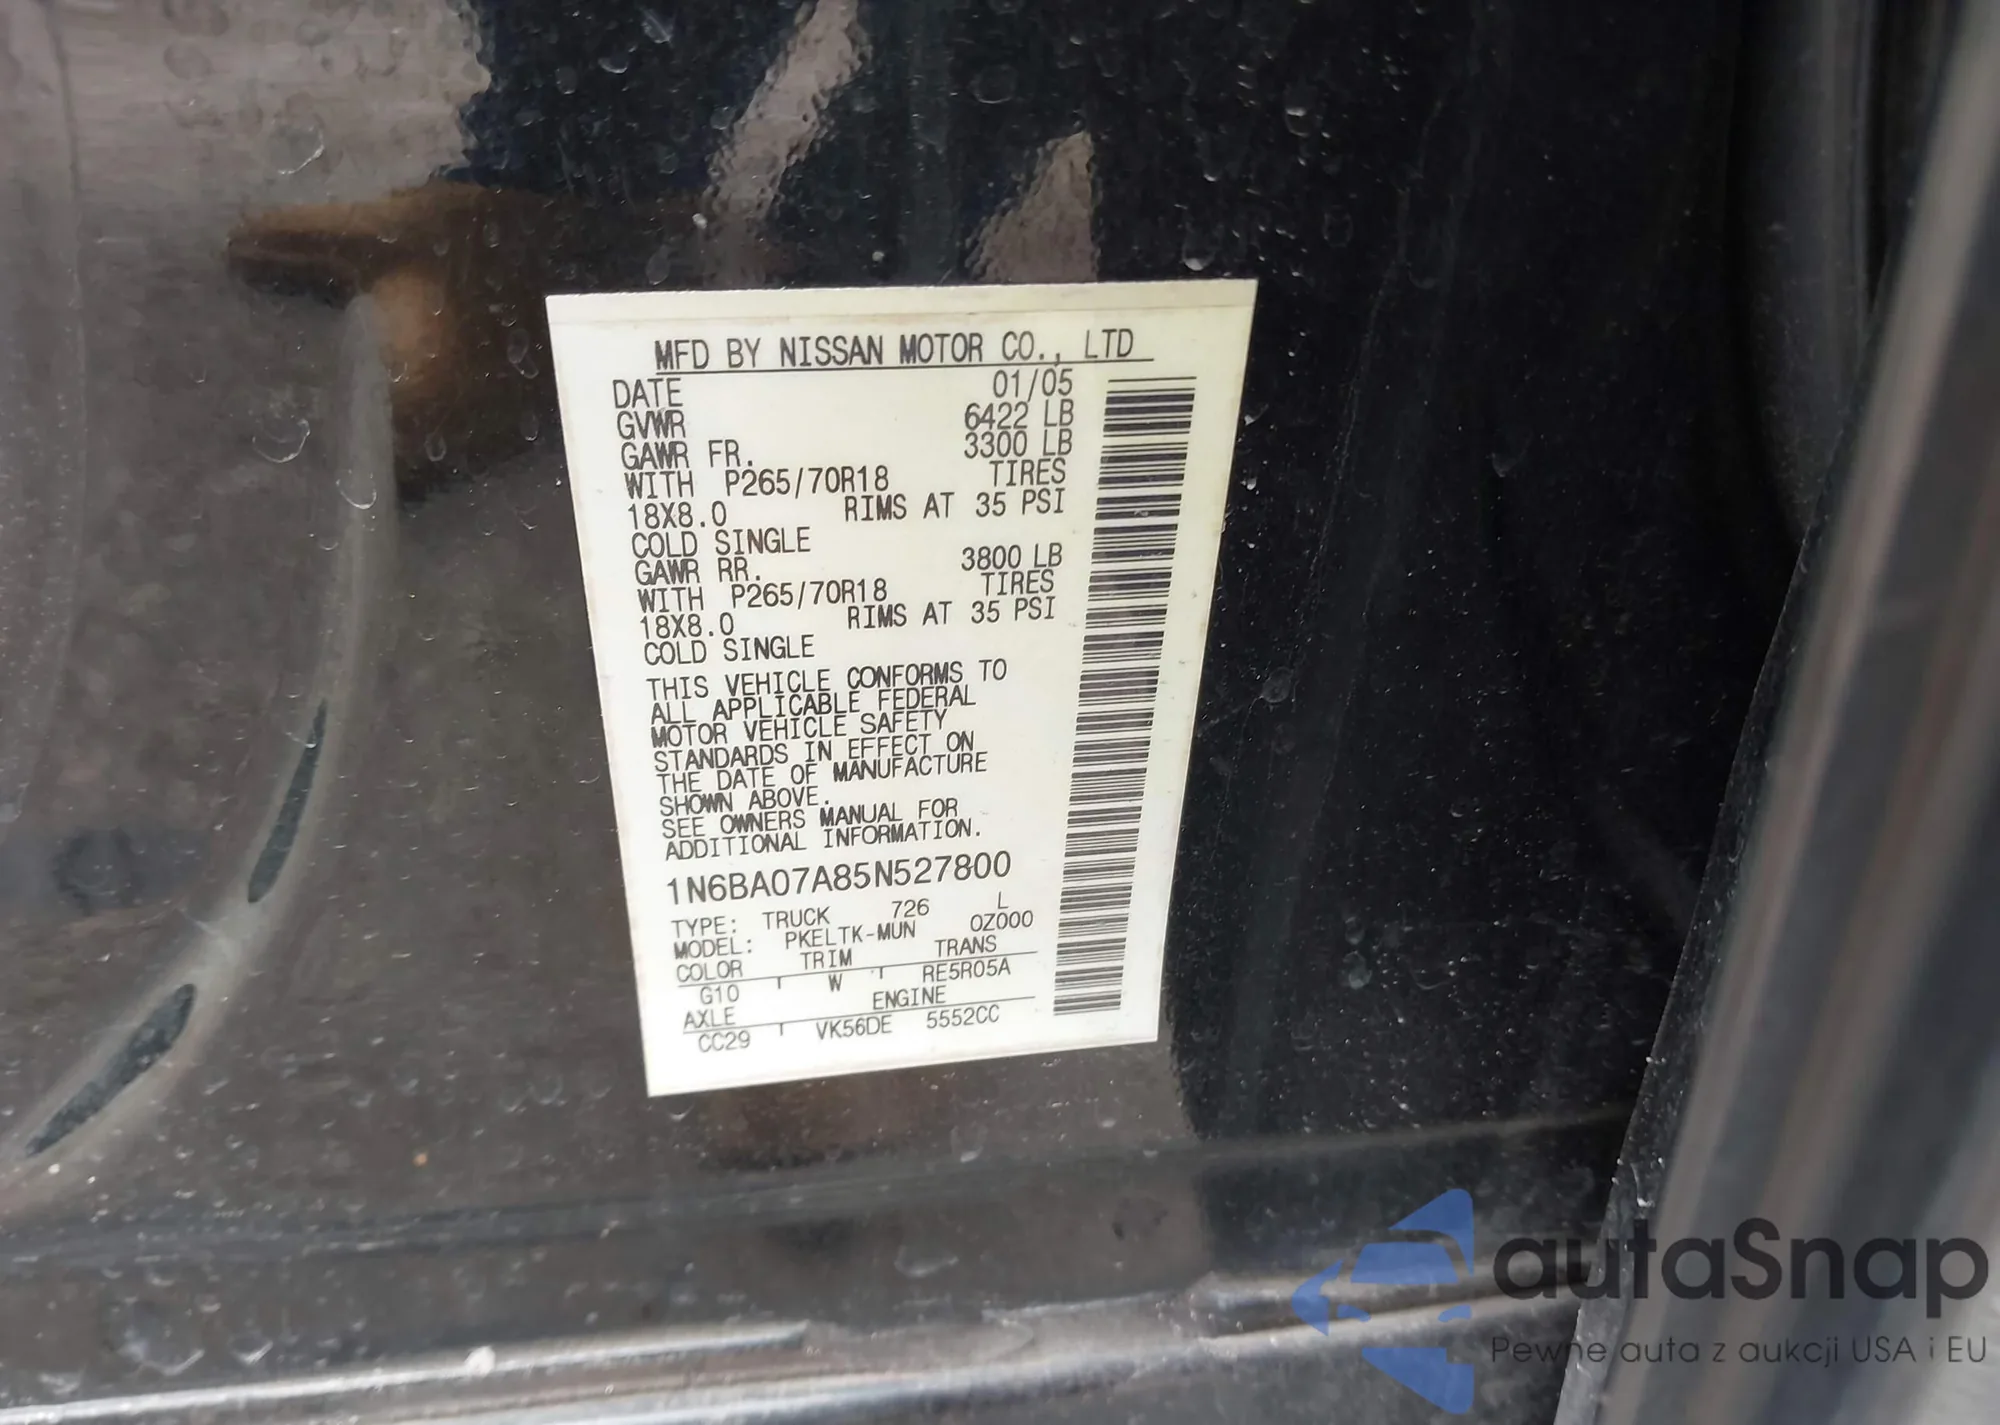 MFD BY NISSAN MOTOR CO., LTD
DATE 01/05
GVWR 6422 LB
GAWR FR. 3300 LB
WITH P265/70R18 TIRES
18X8.0 RIMS AT 35 PSI
COLD SINGLE
GAWR RR. 3800 LB
WITH P265/70R18 TIRES
18X8.0 RIMS AT 35 PSI
COLD SINGLE
THIS VEHICLE CONFORMS TO
ALL APPLICABLE FEDERAL
MOTOR VEHICLE SAFETY
STANDARDS IN EFFECT ON
THE DATE OF MANUFACTURE
SHOWN ABOVE.
SEE OWNERS MANUAL FOR
ADDITIONAL INFORMATION.
1N6BA07A85N527800
TYPE: TRUCK 726 L
MODEL: PKELTK-MUN 0Z000
COLOR TRIM TRANS
G10 W RE5R05A
AXLE ENGINE
CC29 VK56DE 5552CC
autaSnap
Pewne auta z aukcji USA i EU